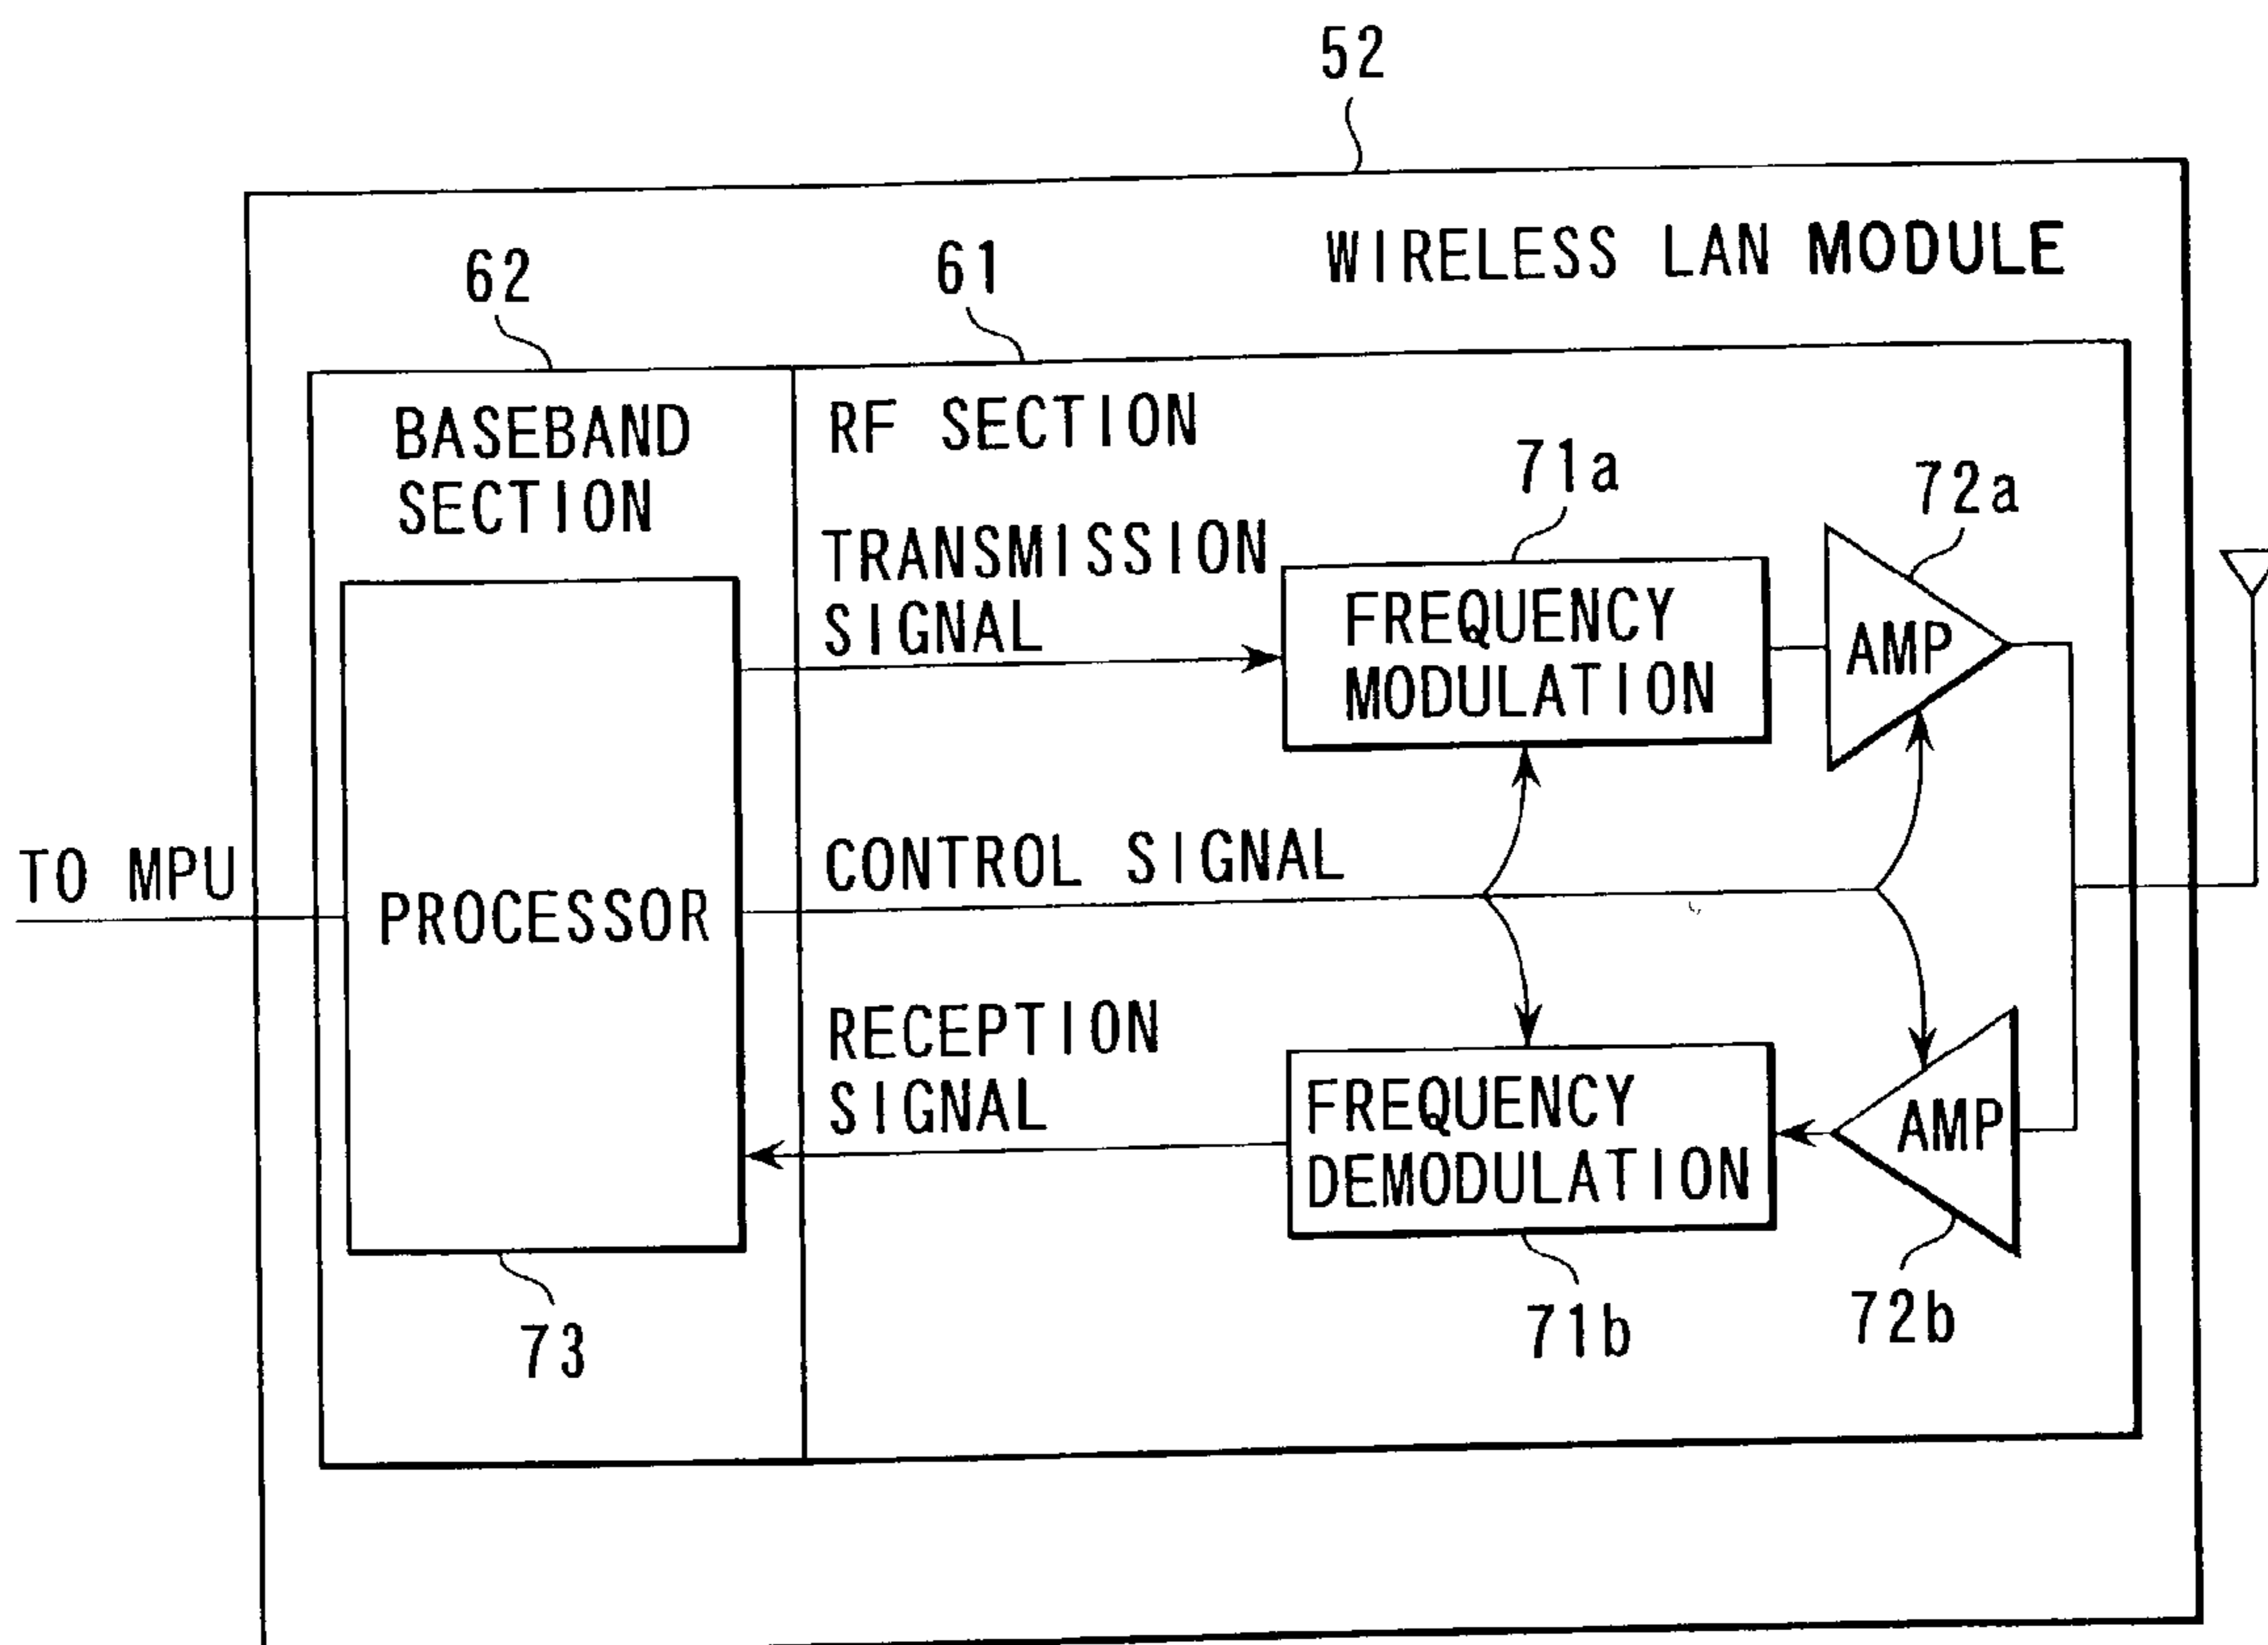 52
WIRELESS LAN MODULE
62
61
BASEBAND
SECTION
RF SECTION
71a
72a
TRANSMISSION
SIGNAL
FREQUENCY
MODULATION
AMP
TO MPU
PROCESSOR
CONTROL SIGNAL
RECEPTION
SIGNAL
FREQUENCY
DEMODULATION
AMP
73
71b
72b